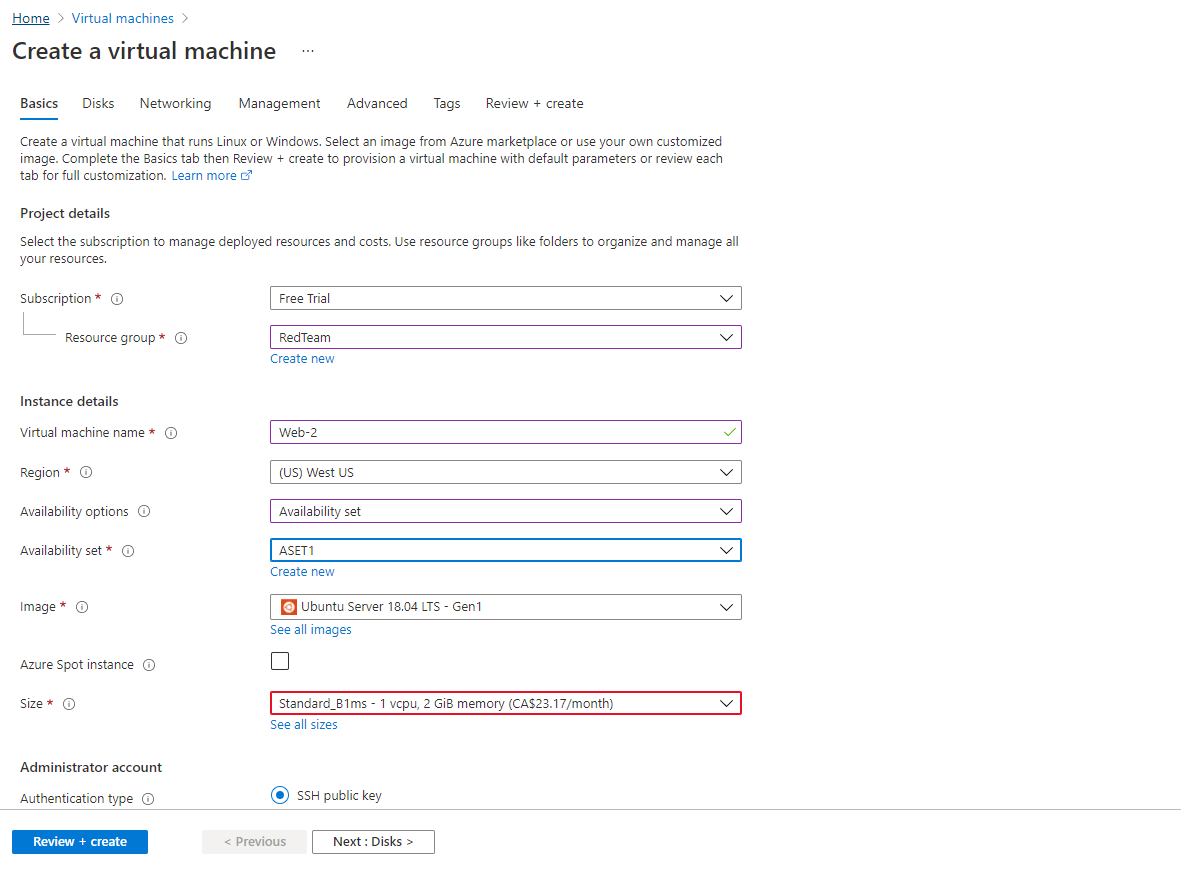 Home > Virtual machines >
Create a virtual machine ...
Basics Disks Networking Management Advanced Tags Review + create
Create a virtual machine that runs Linux or Windows. Select an image from Azure marketplace or use your own customized
image. Complete the Basics tab then Review + create to provision a virtual machine with default parameters or review each
tab for full customization. Learn more
Project details
Select the subscription to manage deployed resources and costs. Use resource groups like folders to organize and manage all
your resources.
Subscription * Free Trial
Resource group * RedTeam
Create new
Instance details
Virtual machine name * Web-2
Region * (US) West US
Availability options Availability set
Availability set * ASET1
Create new
Image * Ubuntu Server 18.04 LTS - Gen1
See all images
Azure Spot instance
Size * Standard_B1ms - 1 vcpu, 2 GiB memory (CA$23.17/month)
See all sizes
Administrator account
Authentication type SSH public key
Review + create < Previous Next : Disks >